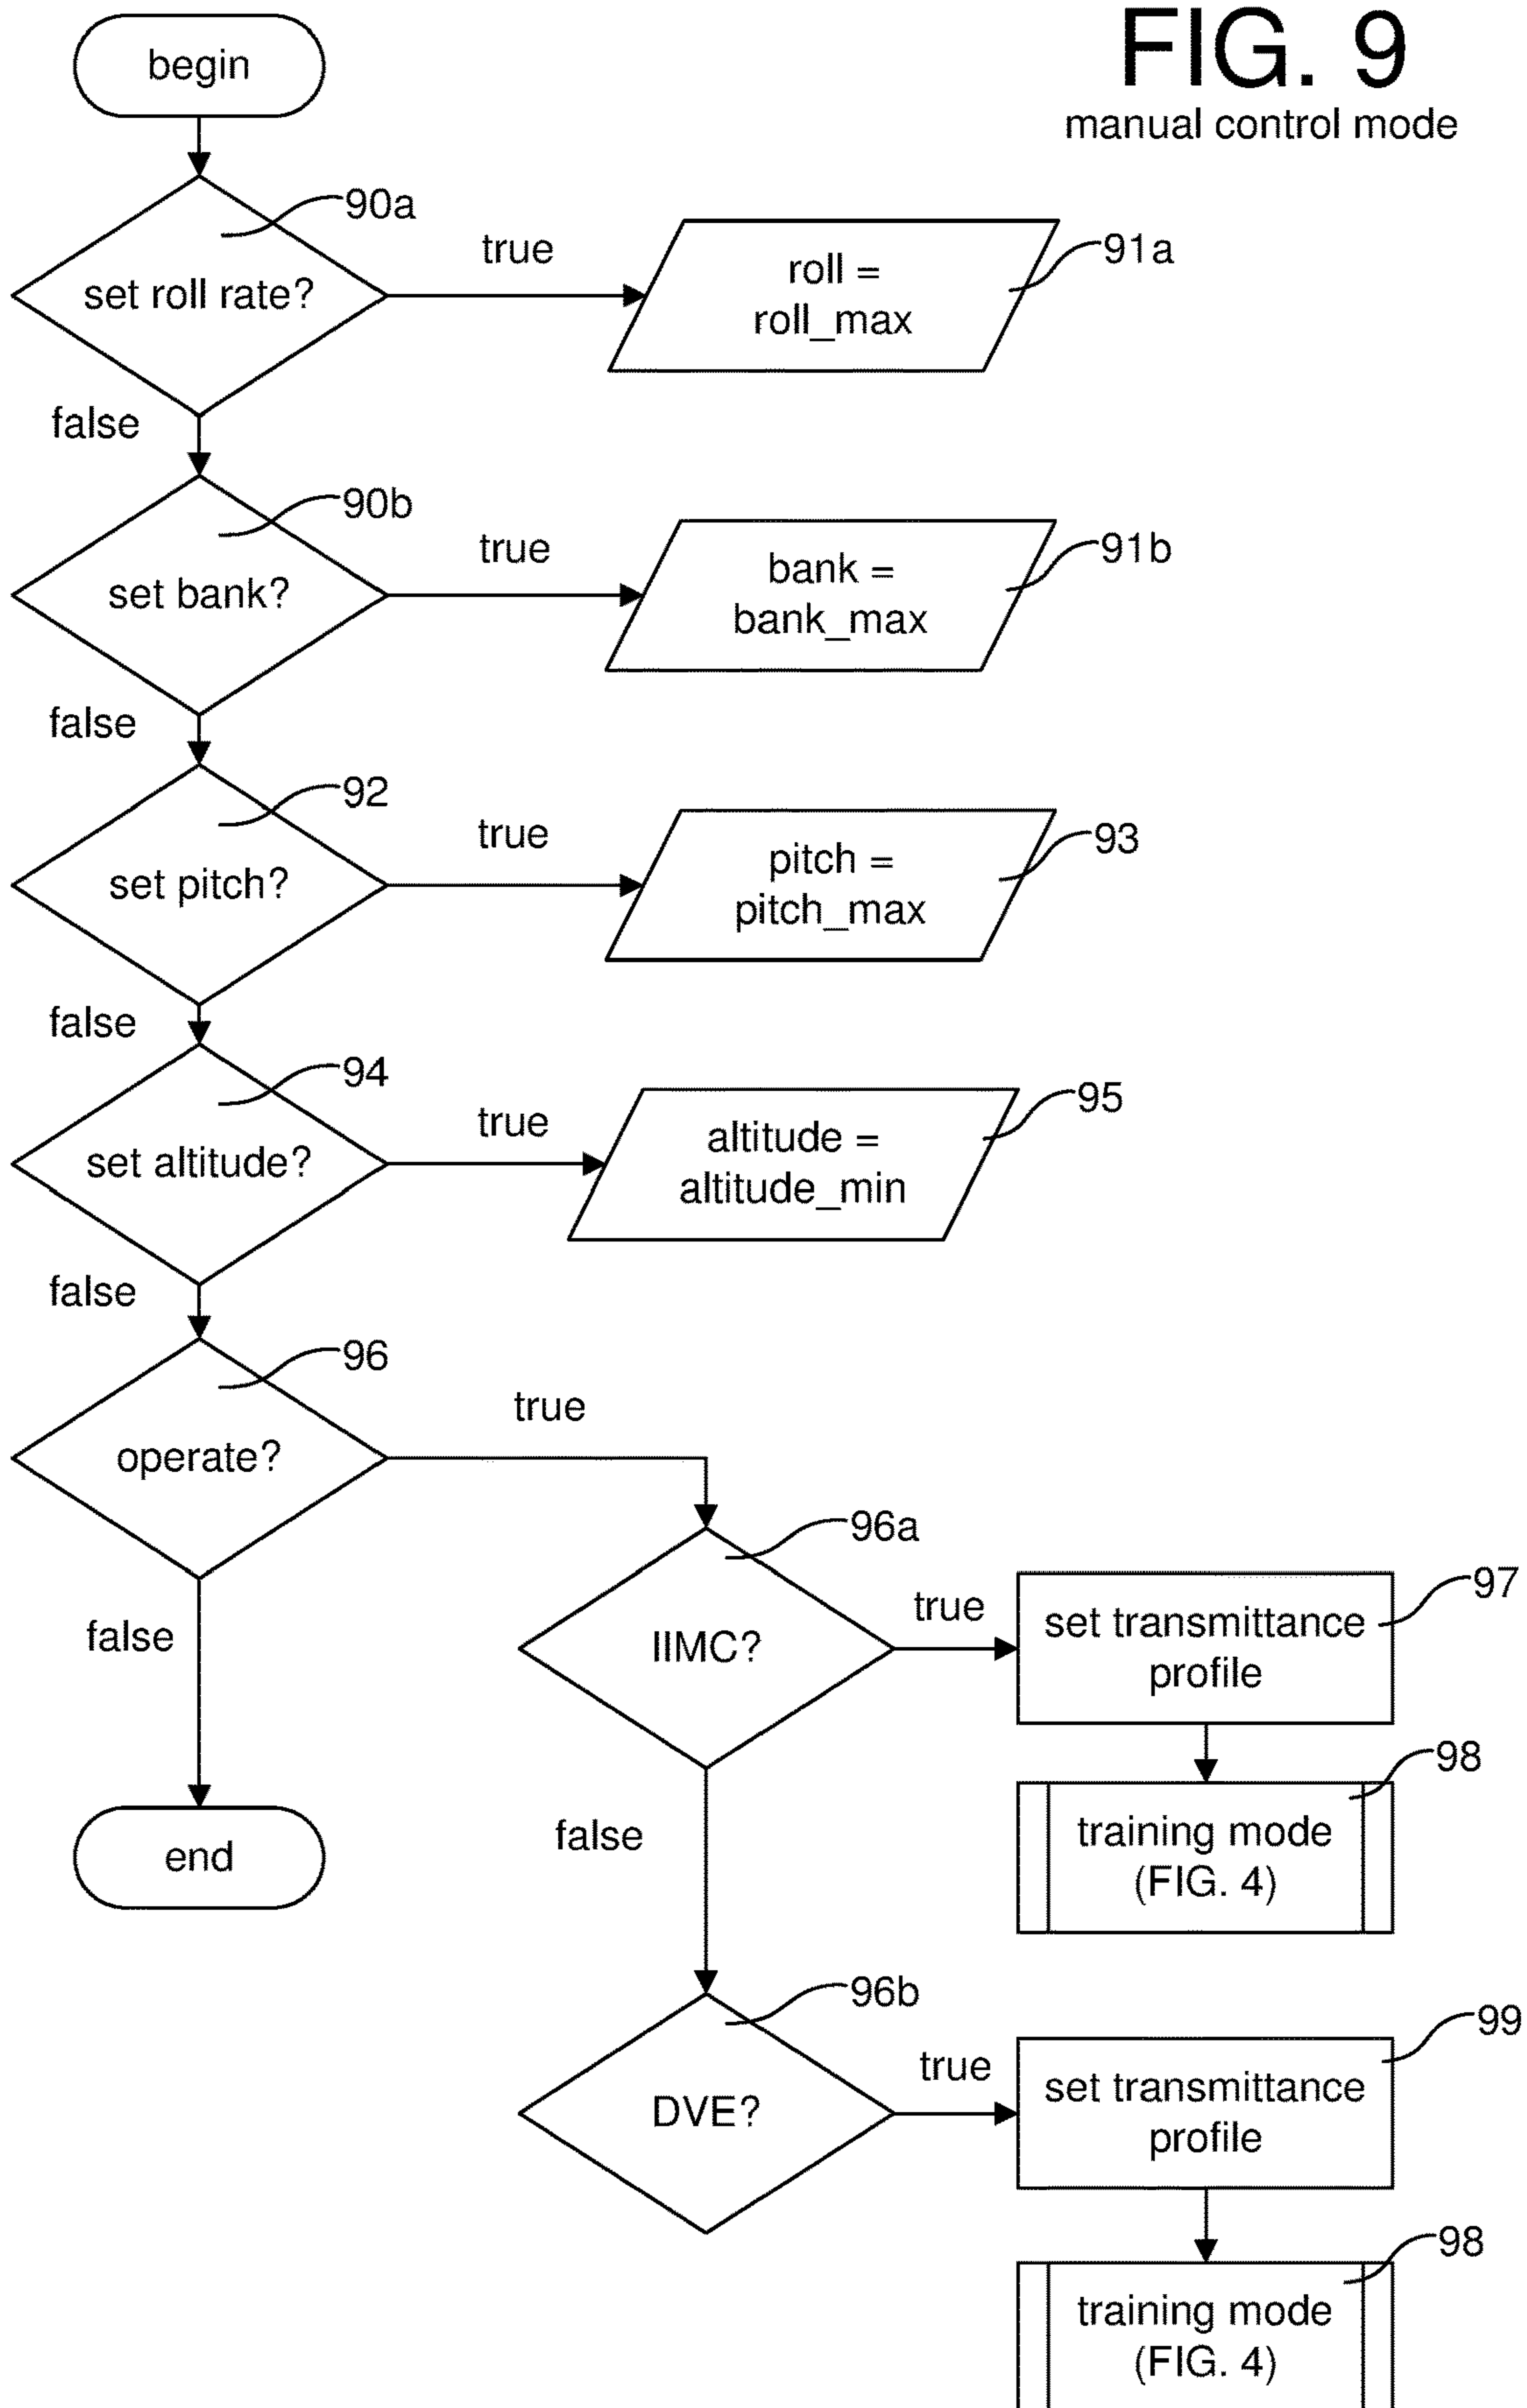 FIG. 9
manual control mode
begin
90a
set roll rate?
true
roll =
roll_max
91a
false
90b
set bank?
true
bank =
bank_max
91b
false
92
set pitch?
true
pitch =
pitch_max
93
false
94
set altitude?
true
altitude =
altitude_min
95
false
96
operate?
true
false
end
96a
IIMC?
true
set transmittance
profile
97
98
training mode
(FIG. 4)
false
96b
DVE?
true
set transmittance
profile
99
98
training mode
(FIG. 4)